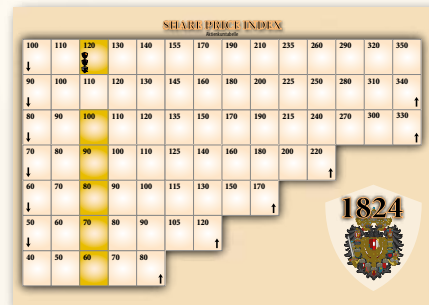 SHARE PRICE INDEX
Aktienkurstabelle
100 110 120 130 140 155 170 190 210 235 260 290 320 350
90 100 110 120 130 145 160 180 200 225 250 280 310 340
80 90 100 110 120 135 150 170 190 215 240 270 300 330
70 80 90 100 110 125 140 160 180 200 220
60 70 80 90 100 115 130 150 170
50 60 70 80 90 105 120
40 50 60 70 80
1824